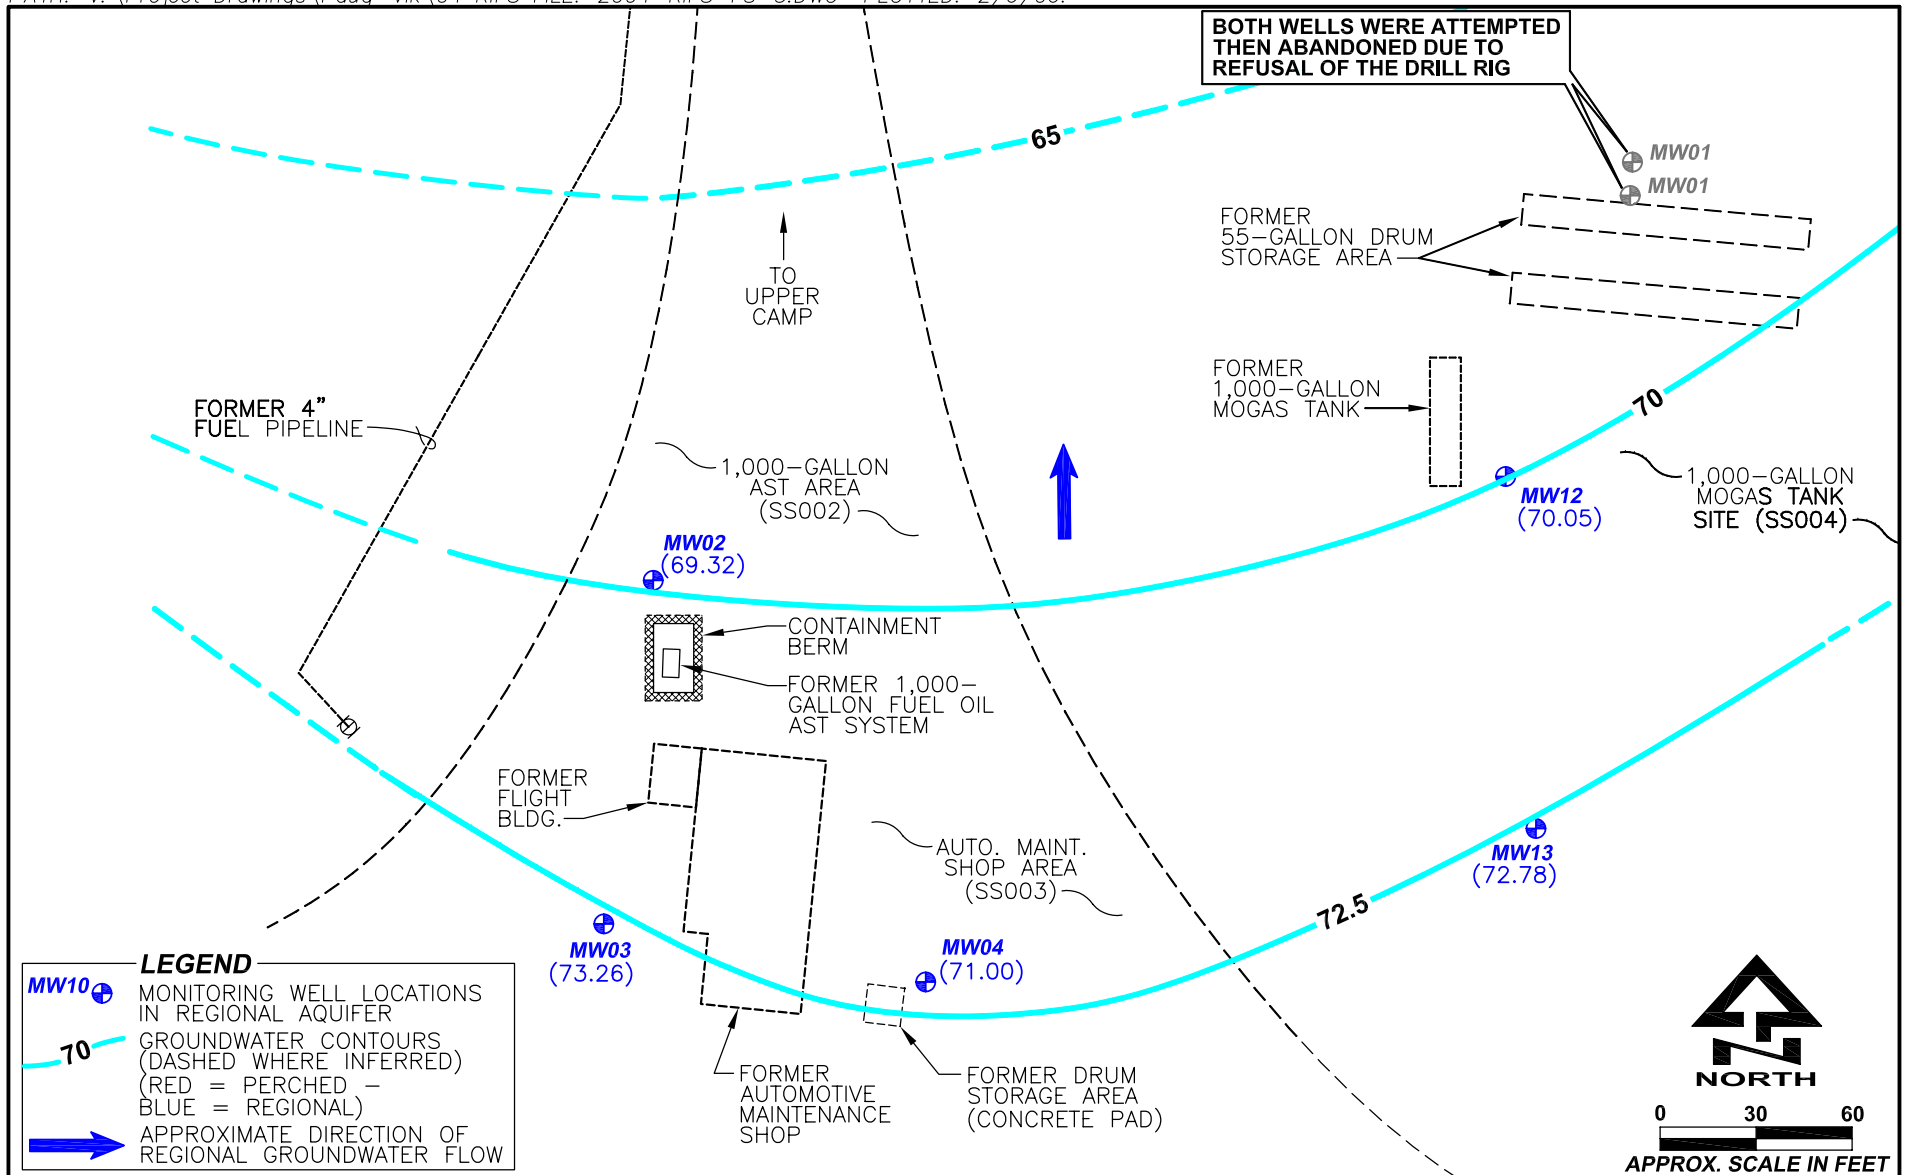 BOTH WELLS WERE ATTEMPTED
THEN ABANDONED DUE TO
REFUSAL OF THE DRILL RIG
65
MW01
MW01
FORMER
55-GALLON DRUM
STORAGE AREA
TO
UPPER
CAMP
FORMER
1,000-GALLON
MOGAS TANK
70
FORMER 4"
FUEL PIPELINE
1,000-GALLON
AST AREA
(SS002)
1,000-GALLON
MOGAS TANK
SITE (SS004)
MW12
(70.05)
MW02
(69.32)
CONTAINMENT
BERM
FORMER 1,000-
GALLON FUEL OIL
AST SYSTEM
FORMER
FLIGHT
BLDG.
AUTO. MAINT.
SHOP AREA
(SS003)
MW13
(72.78)
72.5
MW03
(73.26)
MW04
(71.00)
FORMER
AUTOMOTIVE
MAINTENANCE
SHOP
FORMER DRUM
STORAGE AREA
(CONCRETE PAD)
LEGEND
MW10
MONITORING WELL LOCATIONS
IN REGIONAL AQUIFER
70
GROUNDWATER CONTOURS
(DASHED WHERE INFERRED)
(RED = PERCHED -
BLUE = REGIONAL)
APPROXIMATE DIRECTION OF
REGIONAL GROUNDWATER FLOW
NORTH
0 30 60
APPROX. SCALE IN FEET